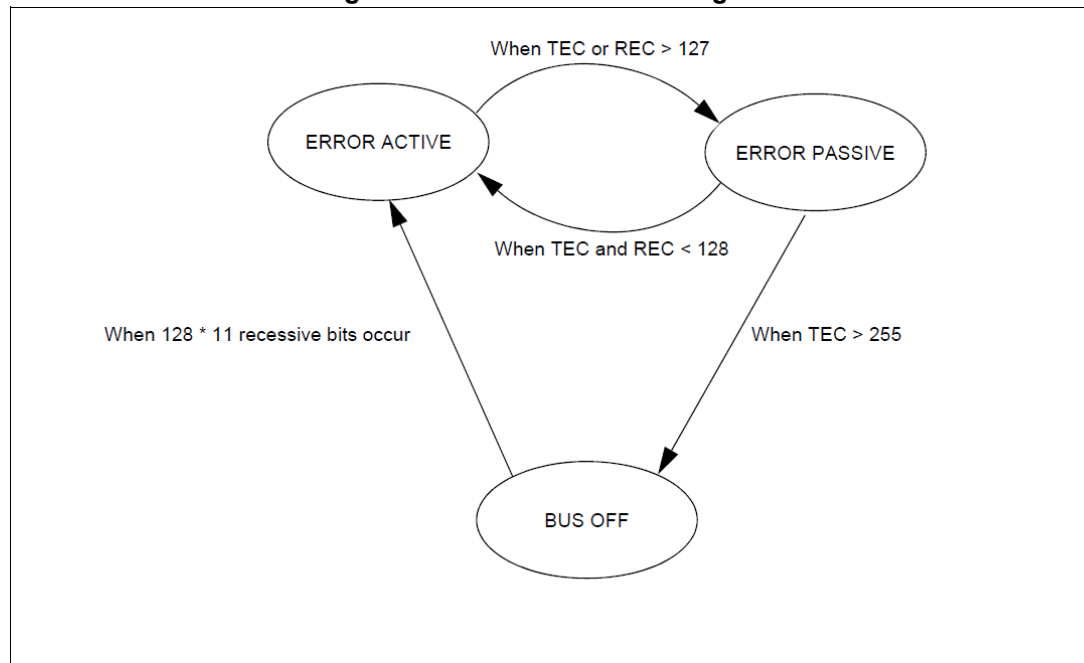 When TEC or REC > 127
ERROR ACTIVE
ERROR PASSIVE
When TEC and REC < 128
When 128 * 11 recessive bits occur
When TEC > 255
BUS OFF